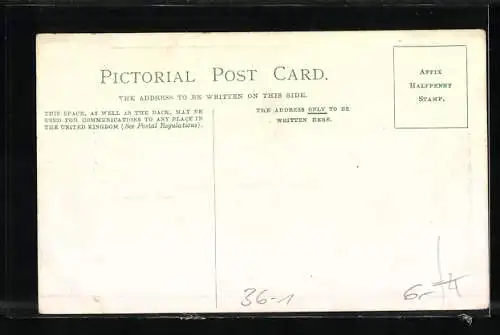 PICTORIAL POST CARD.
THE ADDRESS TO BE WRITTEN ON THIS SIDE.
AFFIX
HALFPENNY
STAMP.
THIS SPACE, AS WELL AS THE BACK, MAY BE
USED FOR COMMUNICATIONS TO ANY PLACE IN
THE UNITED KINGDOM (See Postal Regulations).
THE ADDRESS ONLY TO BE
WRITTEN HERE.
36-1